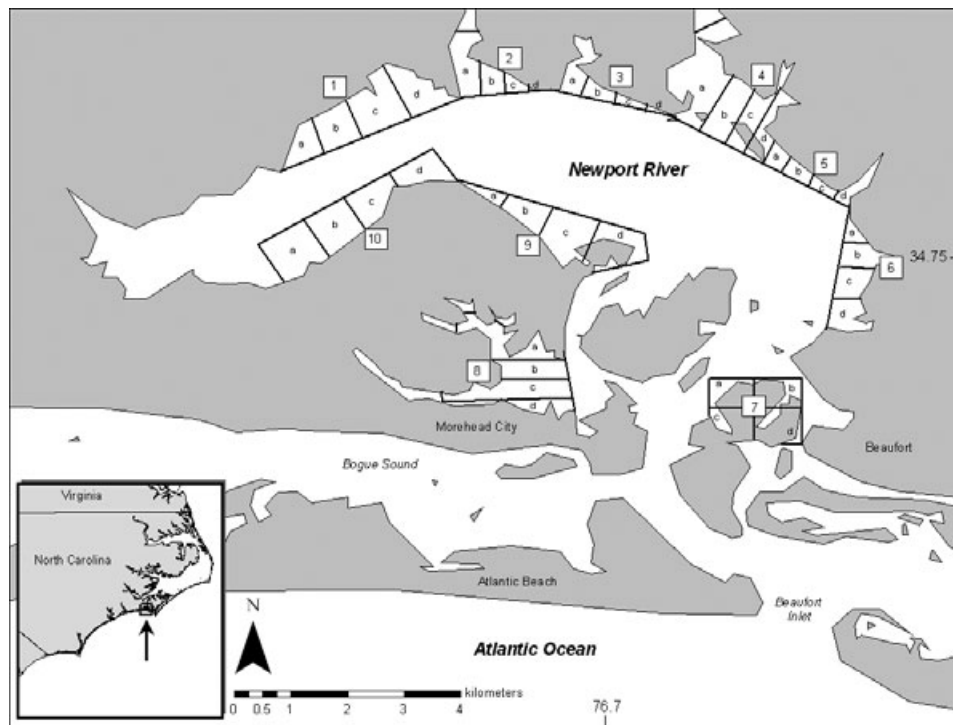 1
a
b
c
d
2
a
b
c
d
3
a
b
c
d
4
a
b
c
d
5
a
b
c
d
Newport River
6
a
b
c
d
34.75
10
a
b
c
d
9
a
b
c
d
8
a
b
c
d
7
a
b
c
d
Morehead City
Beaufort
Bogue Sound
Virginia
North Carolina
Atlantic Beach
Beaufort
Inlet
N
Atlantic Ocean
kilometers
0 0.5 1 2 3 4
76.7